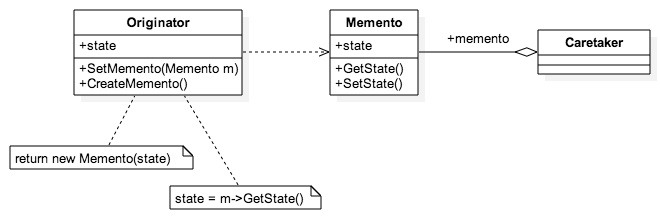 Originator
+state
+SetMemento(Memento m)
+CreateMemento()
Memento
+state
+GetState()
+SetState()
+memento
Caretaker
return new Memento(state)
state = m->GetState()